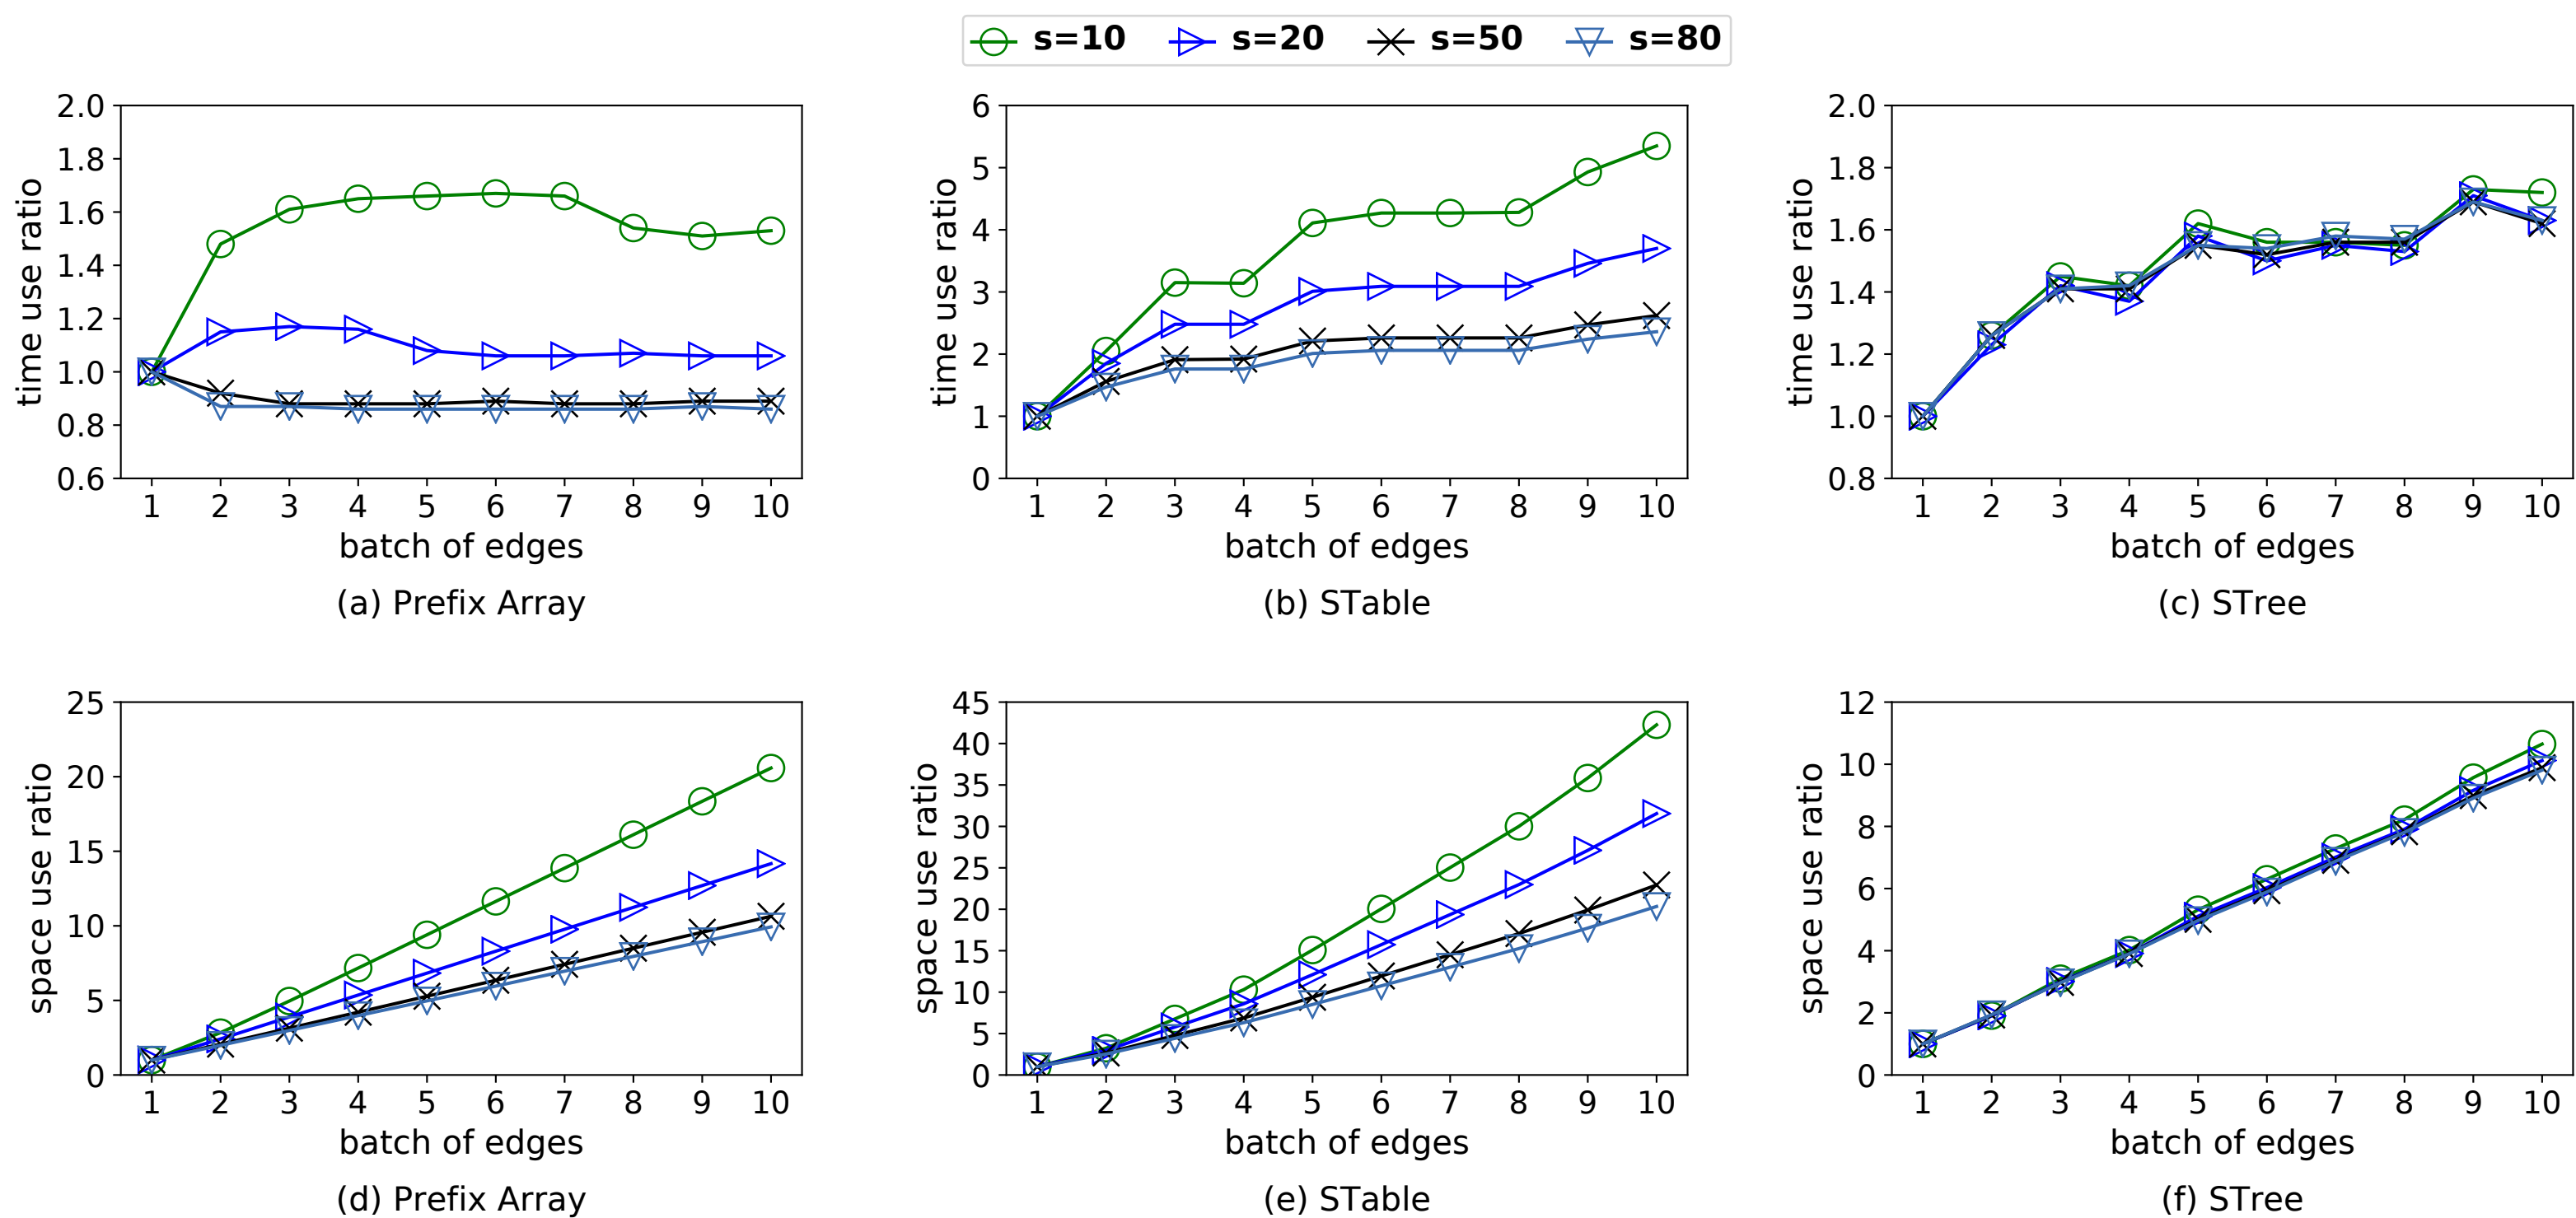 s=10 s=20 s=50 s=80
time use ratio
2.0
1.8
1.6
1.4
1.2
1.0
0.8
0.6
1 2 3 4 5 6 7 8 9 10
batch of edges
(a) Prefix Array
time use ratio
6
5
4
3
2
1
0
1 2 3 4 5 6 7 8 9 10
batch of edges
(b) STable
time use ratio
2.0
1.8
1.6
1.4
1.2
1.0
0.8
1 2 3 4 5 6 7 8 9 10
batch of edges
(c) STree
space use ratio
25
20
15
10
5
0
1 2 3 4 5 6 7 8 9 10
batch of edges
(d) Prefix Array
space use ratio
45
40
35
30
25
20
15
10
5
0
1 2 3 4 5 6 7 8 9 10
batch of edges
(e) STable
space use ratio
12
10
8
6
4
2
0
1 2 3 4 5 6 7 8 9 10
batch of edges
(f) STree